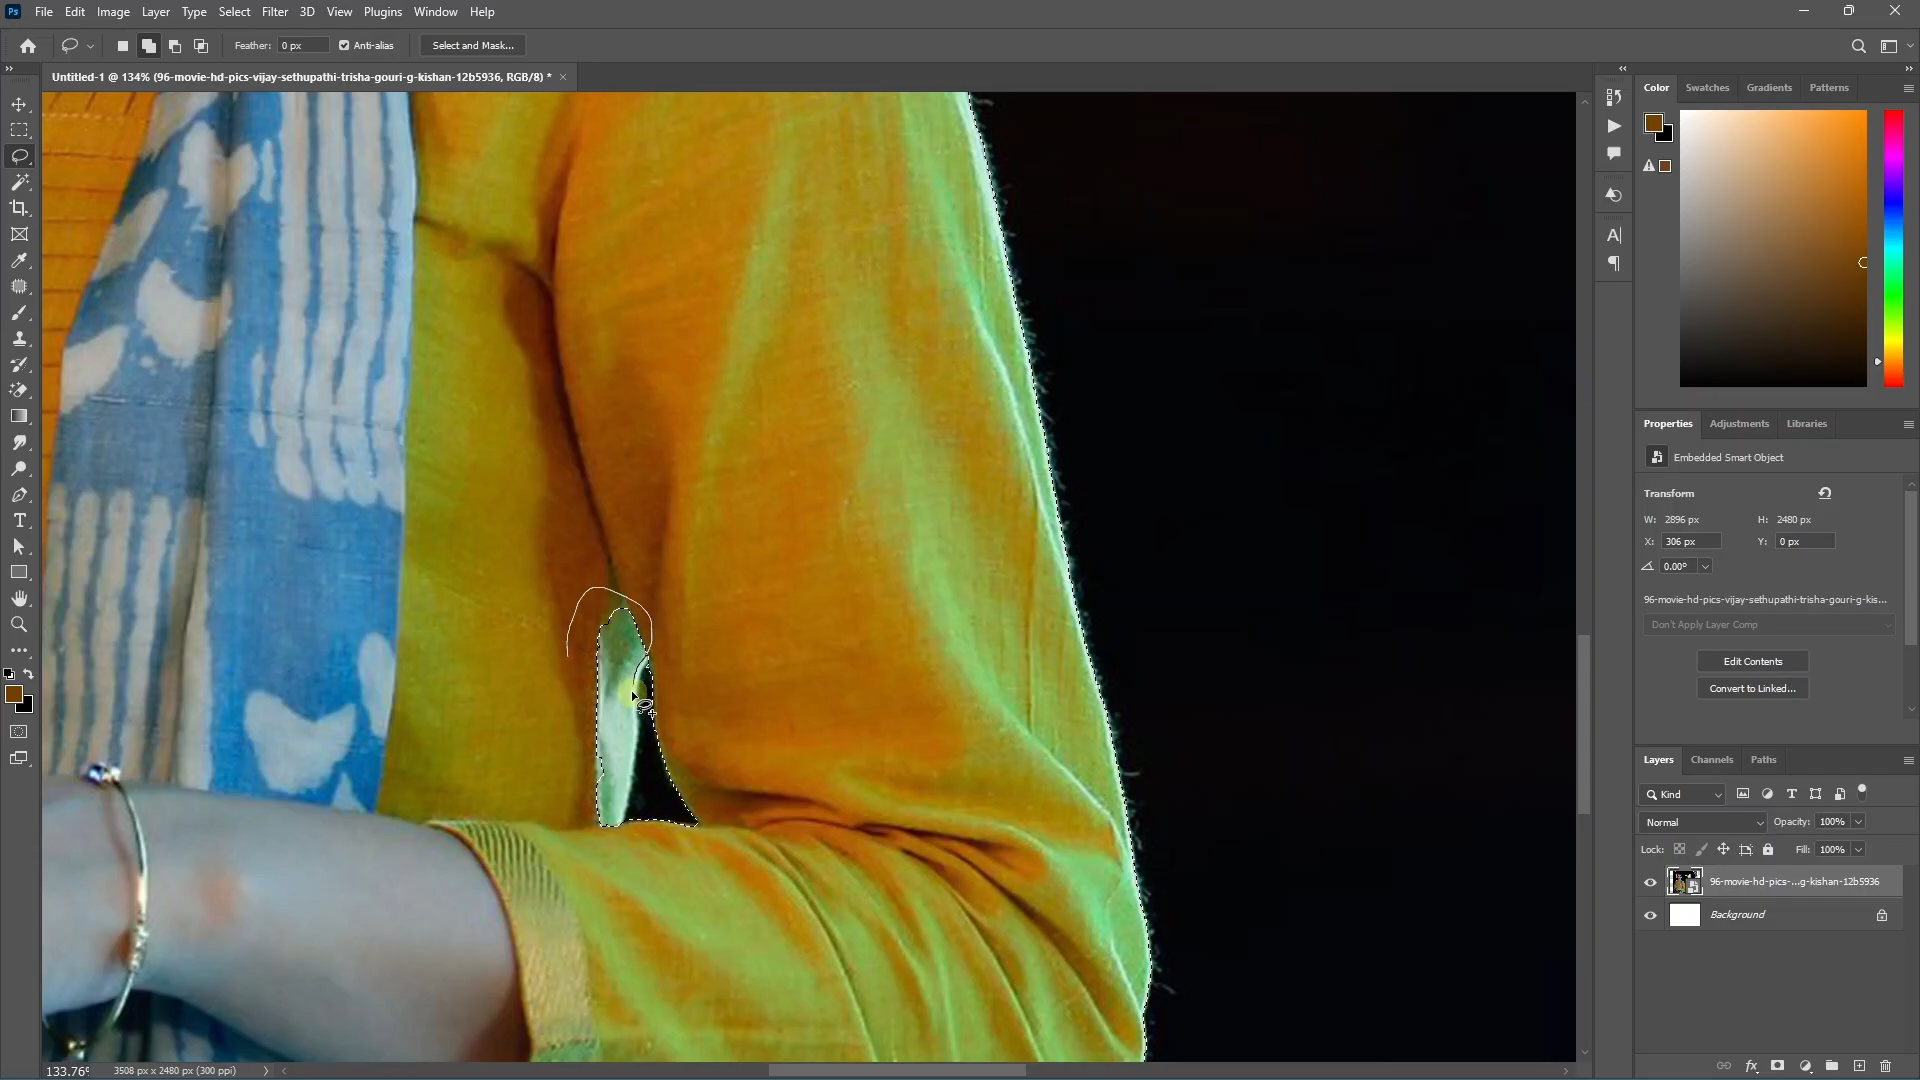 Ps File Edit Image Layer Type Select Filter 3D View Plugins Window Help
Feather: 0 px Anti-alias Select and Mask...
Untitled-1 @ 134% (96-movie-hd-pics-vijay-sethupathi-trisha-gouri-g-kishan-12b5936, RGB/8) *
Color Swatches Gradients Patterns
Properties Adjustments Libraries
Embedded Smart Object
Transform
W: 2896 px H: 2480 px
X: 306 px Y: 0 px
0.00°
96-movie-hd-pics-vijay-sethupathi-trisha-gouri-g-kis...
Don't Apply Layer Comp
Edit Contents
Convert to Linked...
Layers Channels Paths
Kind
Normal Opacity: 100%
Lock: Fill: 100%
96-movie-hd-pics-...g-kishan-12b5936
Background
133.76% 3508 px x 2480 px (300 ppi)